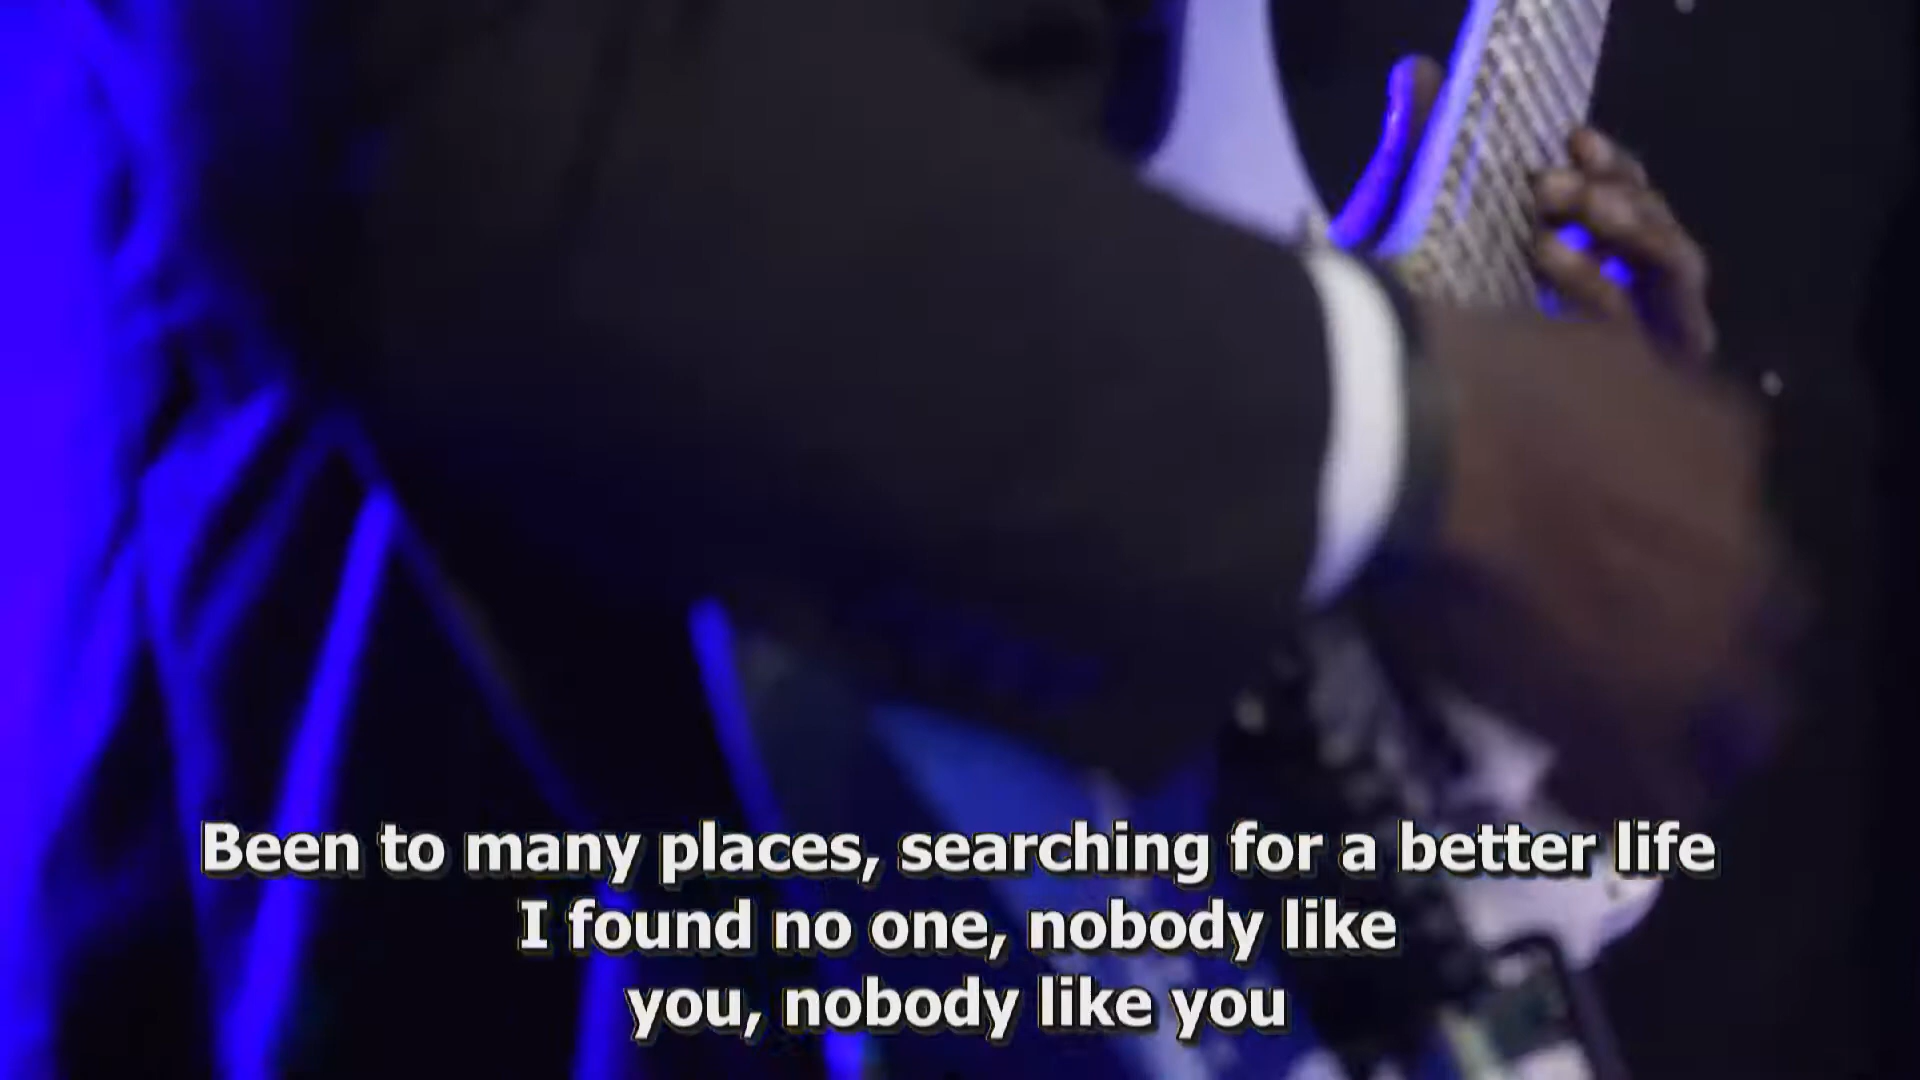 Been to many places, searching for a better life
I found no one, nobody like
you, nobody like you